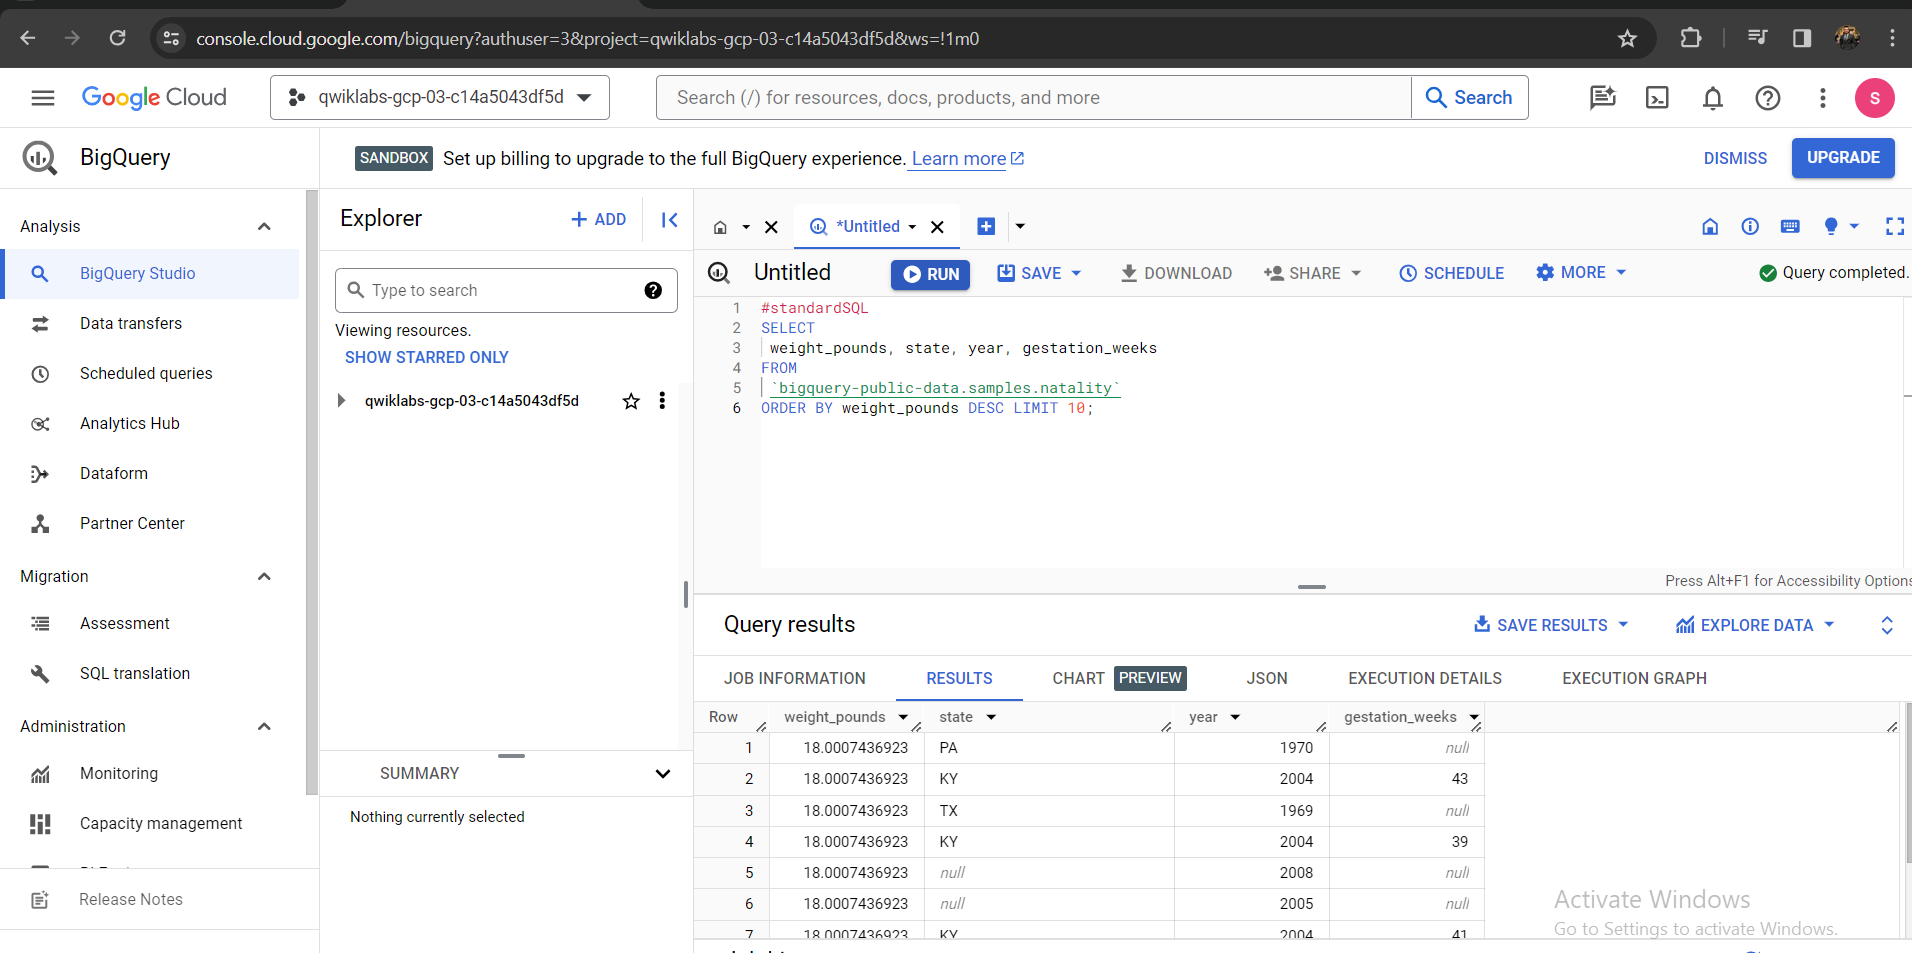 console.cloud.google.com/bigquery?authuser=3&project=qwiklabs-gcp-03-c14a5043df5d&ws=!1m0
Google Cloud
qwiklabs-gcp-03-c14a5043df5d
Search (/) for resources, docs, products, and more
Search
S
BigQuery
SANDBOX Set up billing to upgrade to the full BigQuery experience. Learn more
DISMISS
UPGRADE
Analysis
BigQuery Studio
Data transfers
Scheduled queries
Analytics Hub
Dataform
Partner Center
Migration
Assessment
SQL translation
Administration
Monitoring
Capacity management
Release Notes
Explorer
+ ADD
Type to search
Viewing resources.
SHOW STARRED ONLY
qwiklabs-gcp-03-c14a5043df5d
SUMMARY
Nothing currently selected
*Untitled
Untitled
RUN
SAVE
DOWNLOAD
SHARE
SCHEDULE
MORE
Query completed.
1 #standardSQL
2 SELECT
3 weight_pounds, state, year, gestation_weeks
4 FROM
5 `bigquery-public-data.samples.natality`
6 ORDER BY weight_pounds DESC LIMIT 10;
Press Alt+F1 for Accessibility Options
Query results
SAVE RESULTS
EXPLORE DATA
JOB INFORMATION RESULTS CHART PREVIEW JSON EXECUTION DETAILS EXECUTION GRAPH
Row weight_pounds state year gestation_weeks
1 18.0007436923 PA 1970 null
2 18.0007436923 KY 2004 43
3 18.0007436923 TX 1969 null
4 18.0007436923 KY 2004 39
5 18.0007436923 null 2008 null
6 18.0007436923 null 2005 null
7 18.0007436923 KY 2004 41
Activate Windows
Go to Settings to activate Windows.